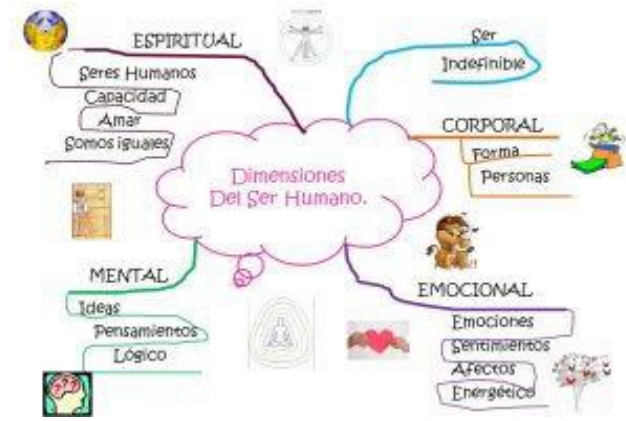 ESPIRITUAL
Seres Humanos
Capacidad
Amar
Somos iguales
Ser
Indefinible
CORPORAL
Forma
Personas
Dimensiones
Del Ser Humano.
MENTAL
Ideas
Pensamientos
Lógico
EMOCIONAL
Emociones
Sentimientos
Afectos
Energético
???